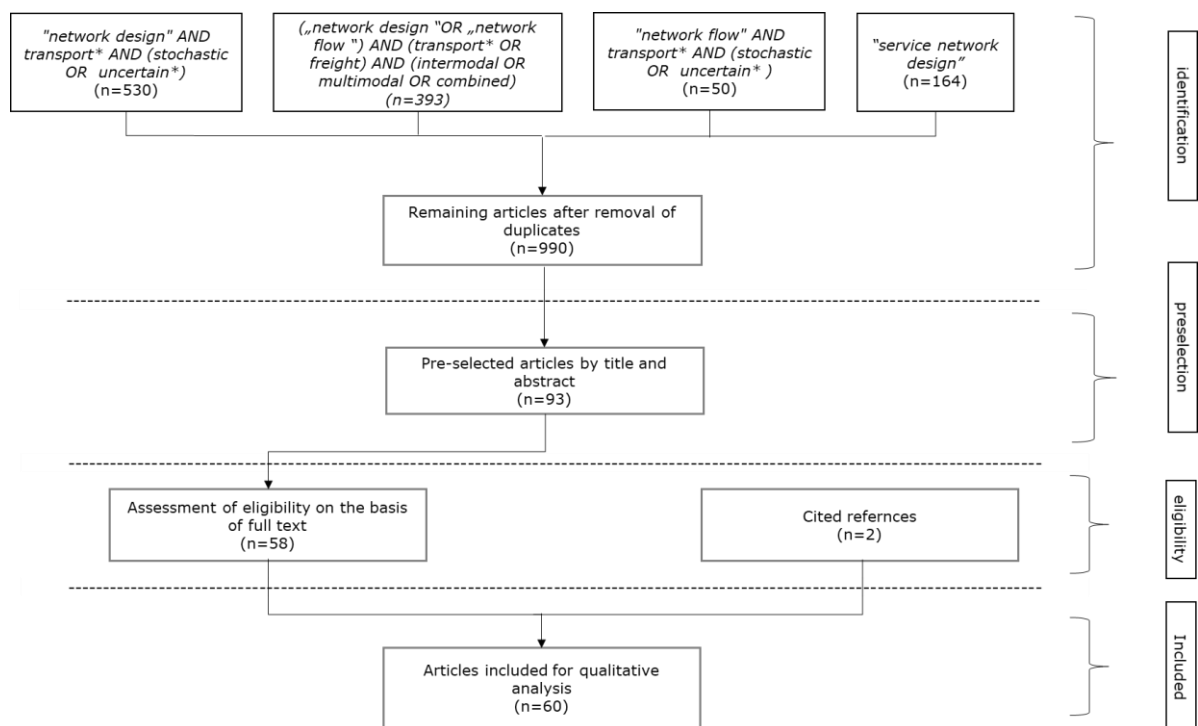 "network design" AND
transport* AND (stochastic
OR uncertain*)
(n=530)
(„network design “OR „network
flow “) AND (transport* OR
freight) AND (intermodal OR
multimodal OR combined)
(n=393)
"network flow" AND
transport* AND (stochastic
OR uncertain* )
(n=50)
“service network
design”
(n=164)
identification
Remaining articles after removal of
duplicates
(n=990)
preselection
Pre-selected articles by title and
abstract
(n=93)
eligibility
Assessment of eligibility on the basis
of full text
(n=58)
Cited refernces
(n=2)
Included
Articles included for qualitative
analysis
(n=60)